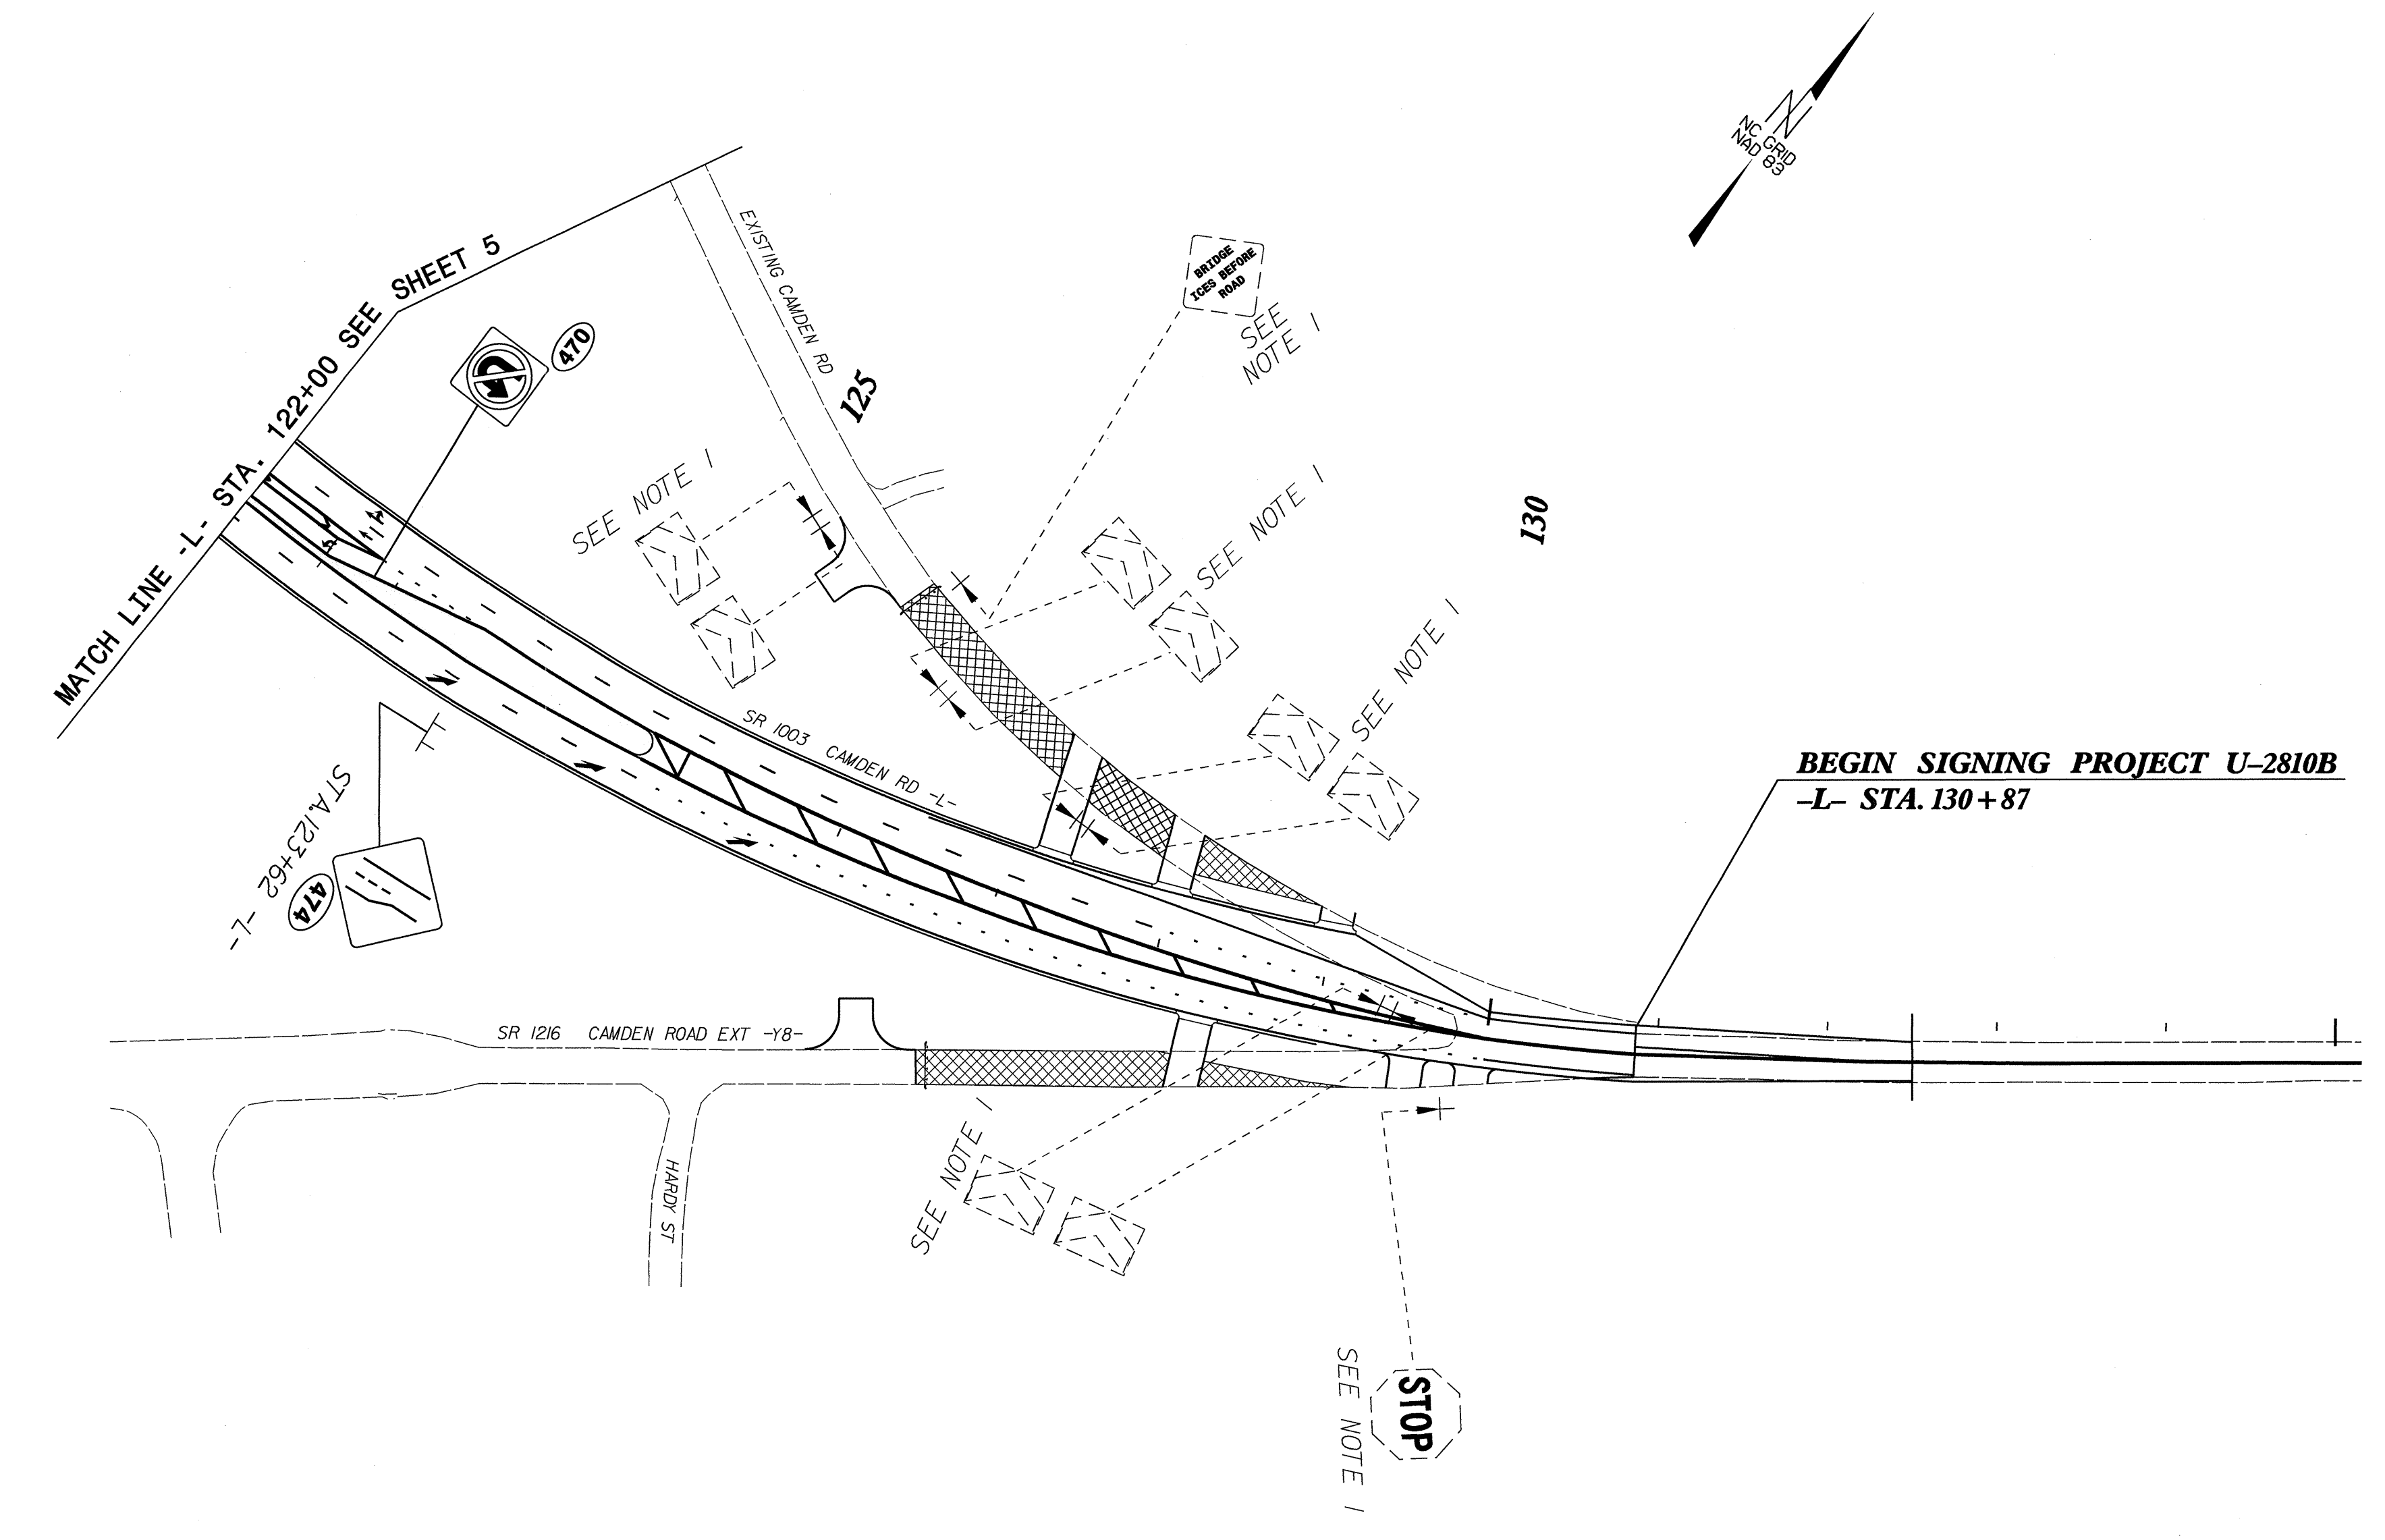 NC GRID
NAD 83
MATCH LINE -L- STA. 122+00 SEE SHEET 5
470
EXISTING CAMDEN RD
125
BRIDGE
ICES BEFORE
ROAD
SEE
NOTE 1
SEE NOTE 1
SEE NOTE 1
SEE NOTE 1
130
SR 1003 CAMDEN RD -L-
BEGIN SIGNING PROJECT U-2810B
-L- STA. 130+87
STA.123+62 -L-
474
SR 1216 CAMDEN ROAD EXT -Y8-
HARDY ST
SEE NOTE 1
SEE NOTE 1
STOP